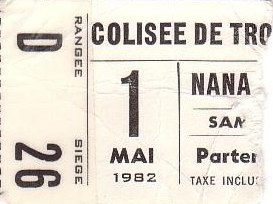 RANGEE
D
SIEGE
26
COLISEE DE TRO
1
MAI
1982
NANA
SAM
Parter
TAXE INCLUS